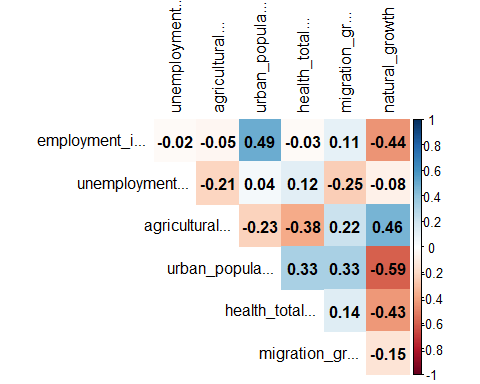 unemployment...
agricultural...
urban_popula...
health_total...
migration_gr...
natural_growth
employment_i... -0.02 -0.05 0.49 -0.03 0.11 -0.44
unemployment... -0.21 0.04 0.12 -0.25 -0.08
agricultural... -0.23 -0.38 0.22 0.46
urban_popula... 0.33 0.33 -0.59
health_total... 0.14 -0.43
migration_gr... -0.15
1
0.8
0.6
0.4
0.2
0
-0.2
-0.4
-0.6
-0.8
-1